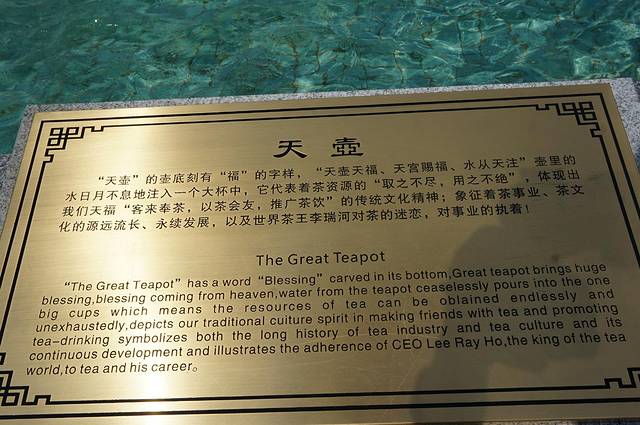 天壶
“天壶”的壶底刻有“福”的字样，“天壶天福、天宫赐福、水从天注”壶里的
水日月不息地注入一个大杯中，它代表着茶资源的“取之不尽，用之不绝”，体现出
我们天福“客来奉茶，以茶会友，推广茶饮”的传统文化精神；象征着茶事业、茶文
化的源远流长、永续发展，以及世界茶王李瑞河对茶的迷恋，对事业的执着！
The Great Teapot
“The Great Teapot” has a word “Blessing” carved in its bottom,Great teapot brings huge
blessing,blessing coming from heaven,water from the teapot ceaselessly pours into the one
big cups which means the resources of tea can be oblained endlessly and
unexhaustedly,depicts our traditional cuiture spirit in making friends with tea and promoting
tea-drinking symbolizes both the long history of tea industry and tea culture and its
continuous development and illustrates the adherence of CEO Lee Ray Ho,the king of the tea
world,to tea and his career。